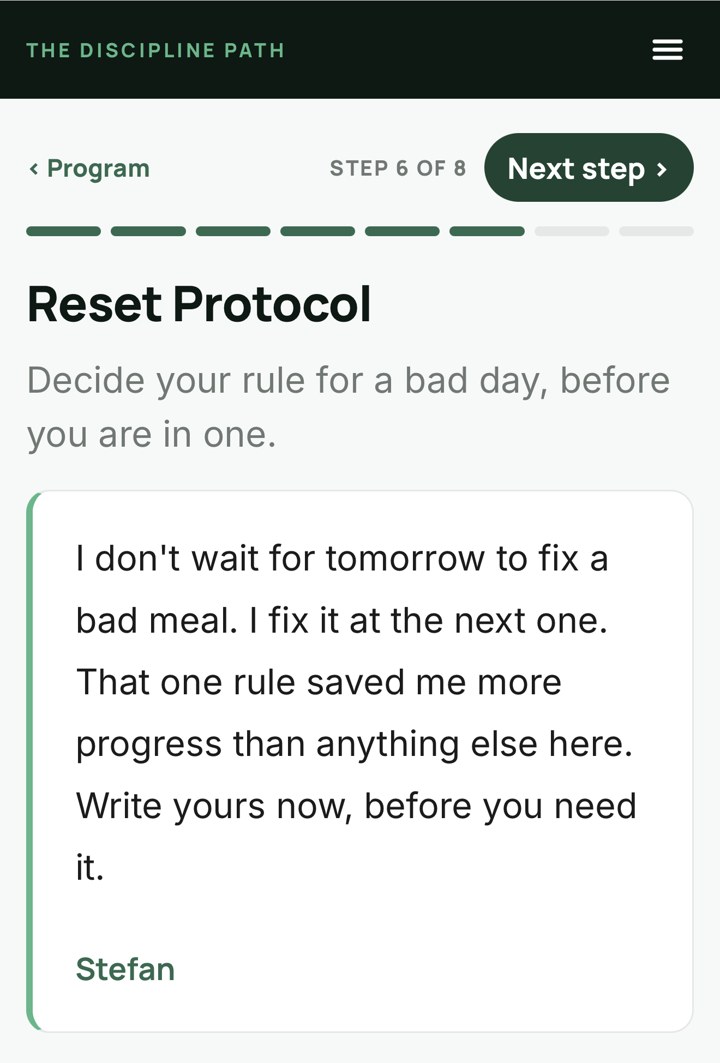 THE DISCIPLINE PATH
‹ Program
STEP 6 OF 8
Next step ›
Reset Protocol
Decide your rule for a bad day, before
you are in one.
I don't wait for tomorrow to fix a
bad meal. I fix it at the next one.
That one rule saved me more
progress than anything else here.
Write yours now, before you need
it.
Stefan